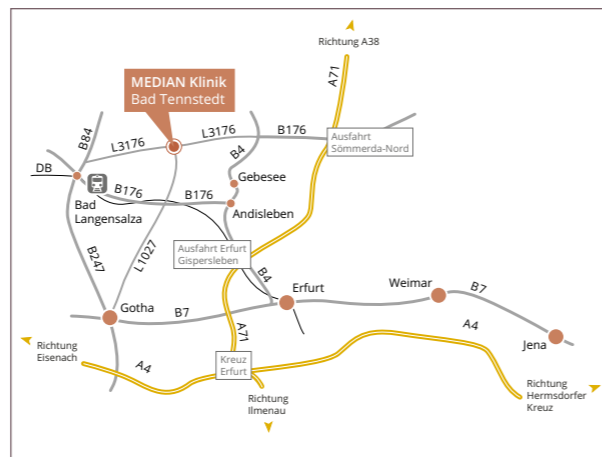 Richtung A38
A71
MEDIAN Klinik
Bad Tennstedt
B84
L3176
L3176
B176
Ausfahrt
Sömmerda-Nord
B4
DB
Gebesee
B176
B176
Bad
Langensalza
Andisleben
L1027
B247
Ausfahrt Erfurt
Gispersleben
B4
Erfurt
Weimar
B7
Gotha
B7
A71
A4
Jena
Richtung
Eisenach
A4
Kreuz
Erfurt
Richtung
Ilmenau
Richtung
Hermsdorfer
Kreuz